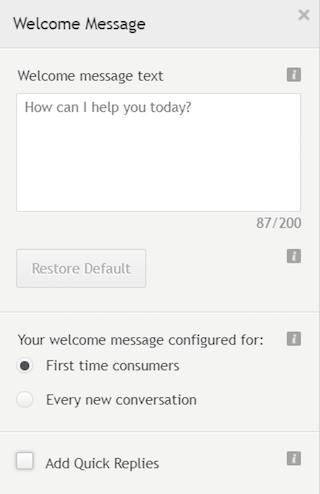 Welcome Message
Welcome message text
How can I help you today?
87/200
Restore Default
Your welcome message configured for:
First time consumers
Every new conversation
Add Quick Replies